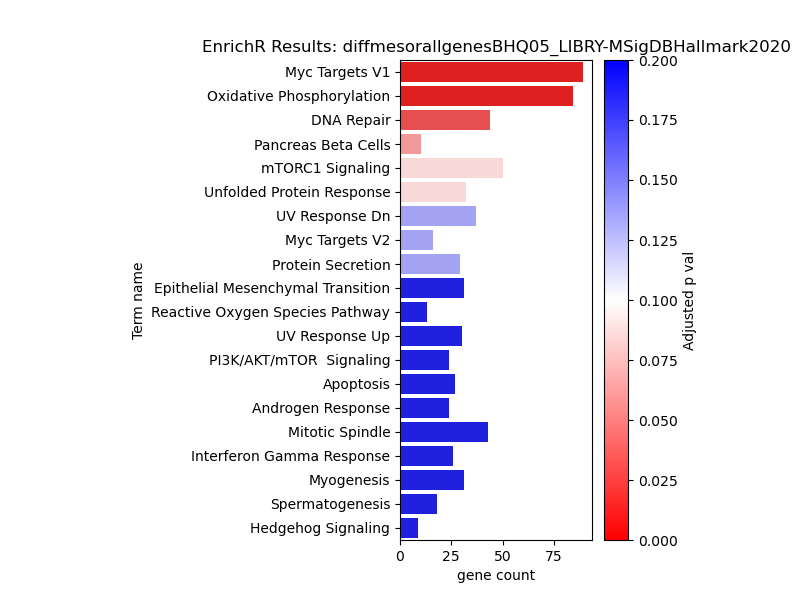 EnrichR Results: diffmesorallgenesBHQ05_LIBRY-MSigDBHallmark2020
Myc Targets V1
Oxidative Phosphorylation
DNA Repair
Pancreas Beta Cells
mTORC1 Signaling
Unfolded Protein Response
UV Response Dn
Myc Targets V2
Protein Secretion
Epithelial Mesenchymal Transition
Reactive Oxygen Species Pathway
UV Response Up
PI3K/AKT/mTOR  Signaling
Apoptosis
Androgen Response
Mitotic Spindle
Interferon Gamma Response
Myogenesis
Spermatogenesis
Hedgehog Signaling
Term name
0 25 50 75
gene count
0.200
0.175
0.150
0.125
0.100
0.075
0.050
0.025
0.000
Adjusted p val